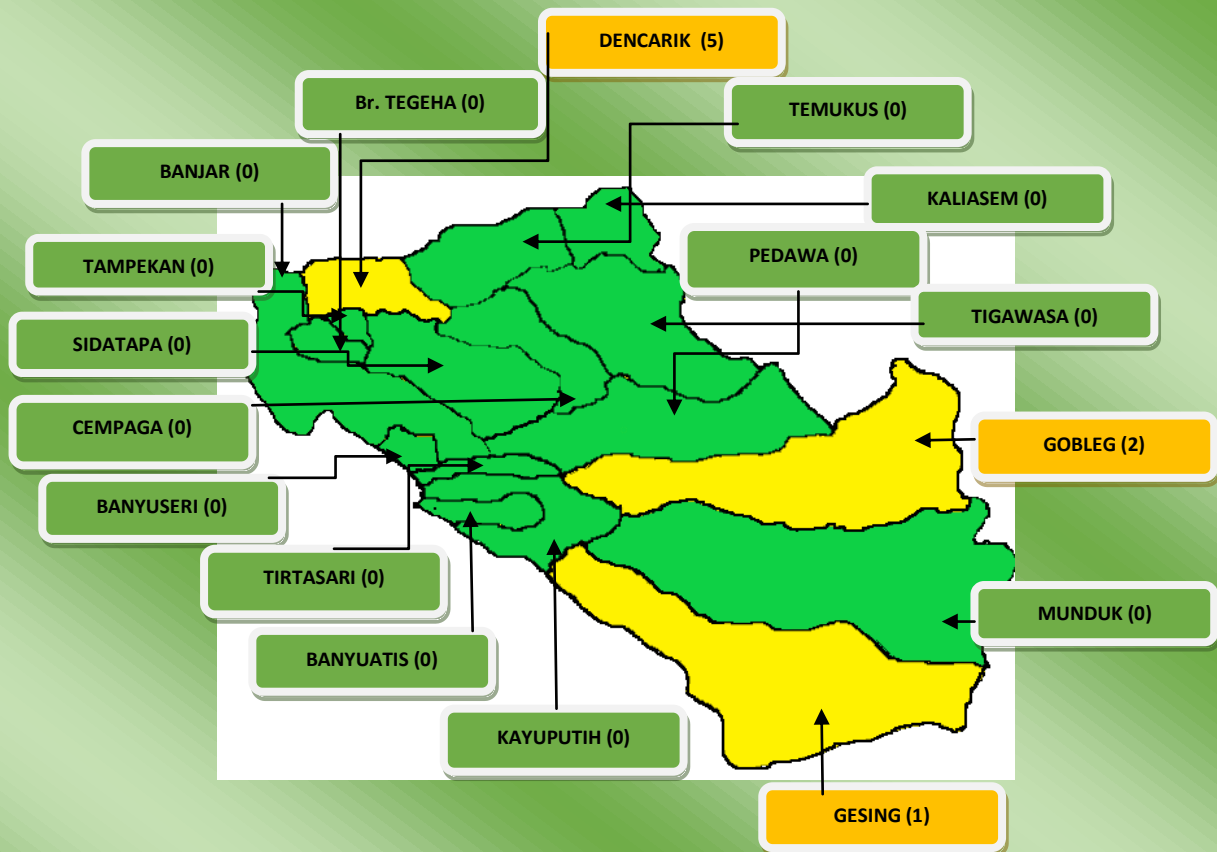 DENCARIK (5)
Br. TEGEHA (0)
TEMUKUS (0)
BANJAR (0)
KALIASEM (0)
TAMPEKAN (0)
PEDAWA (0)
SIDATAPA (0)
TIGAWASA (0)
CEMPAGA (0)
GOBLEG (2)
BANYUSERI (0)
TIRTASARI (0)
MUNDUK (0)
BANYUATIS (0)
KAYUPUTIH (0)
GESING (1)